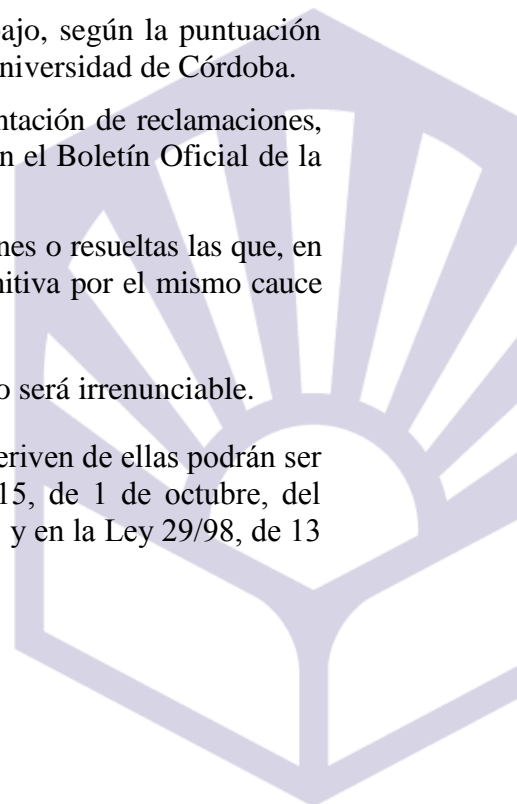 bajo, según la puntuación
niversidad de Córdoba.
ntación de reclamaciones,
n el Boletín Oficial de la
nes o resueltas las que, en
nitiva por el mismo cauce
o será irrenunciable.
eriven de ellas podrán ser
15, de 1 de octubre, del
y en la Ley 29/98, de 13